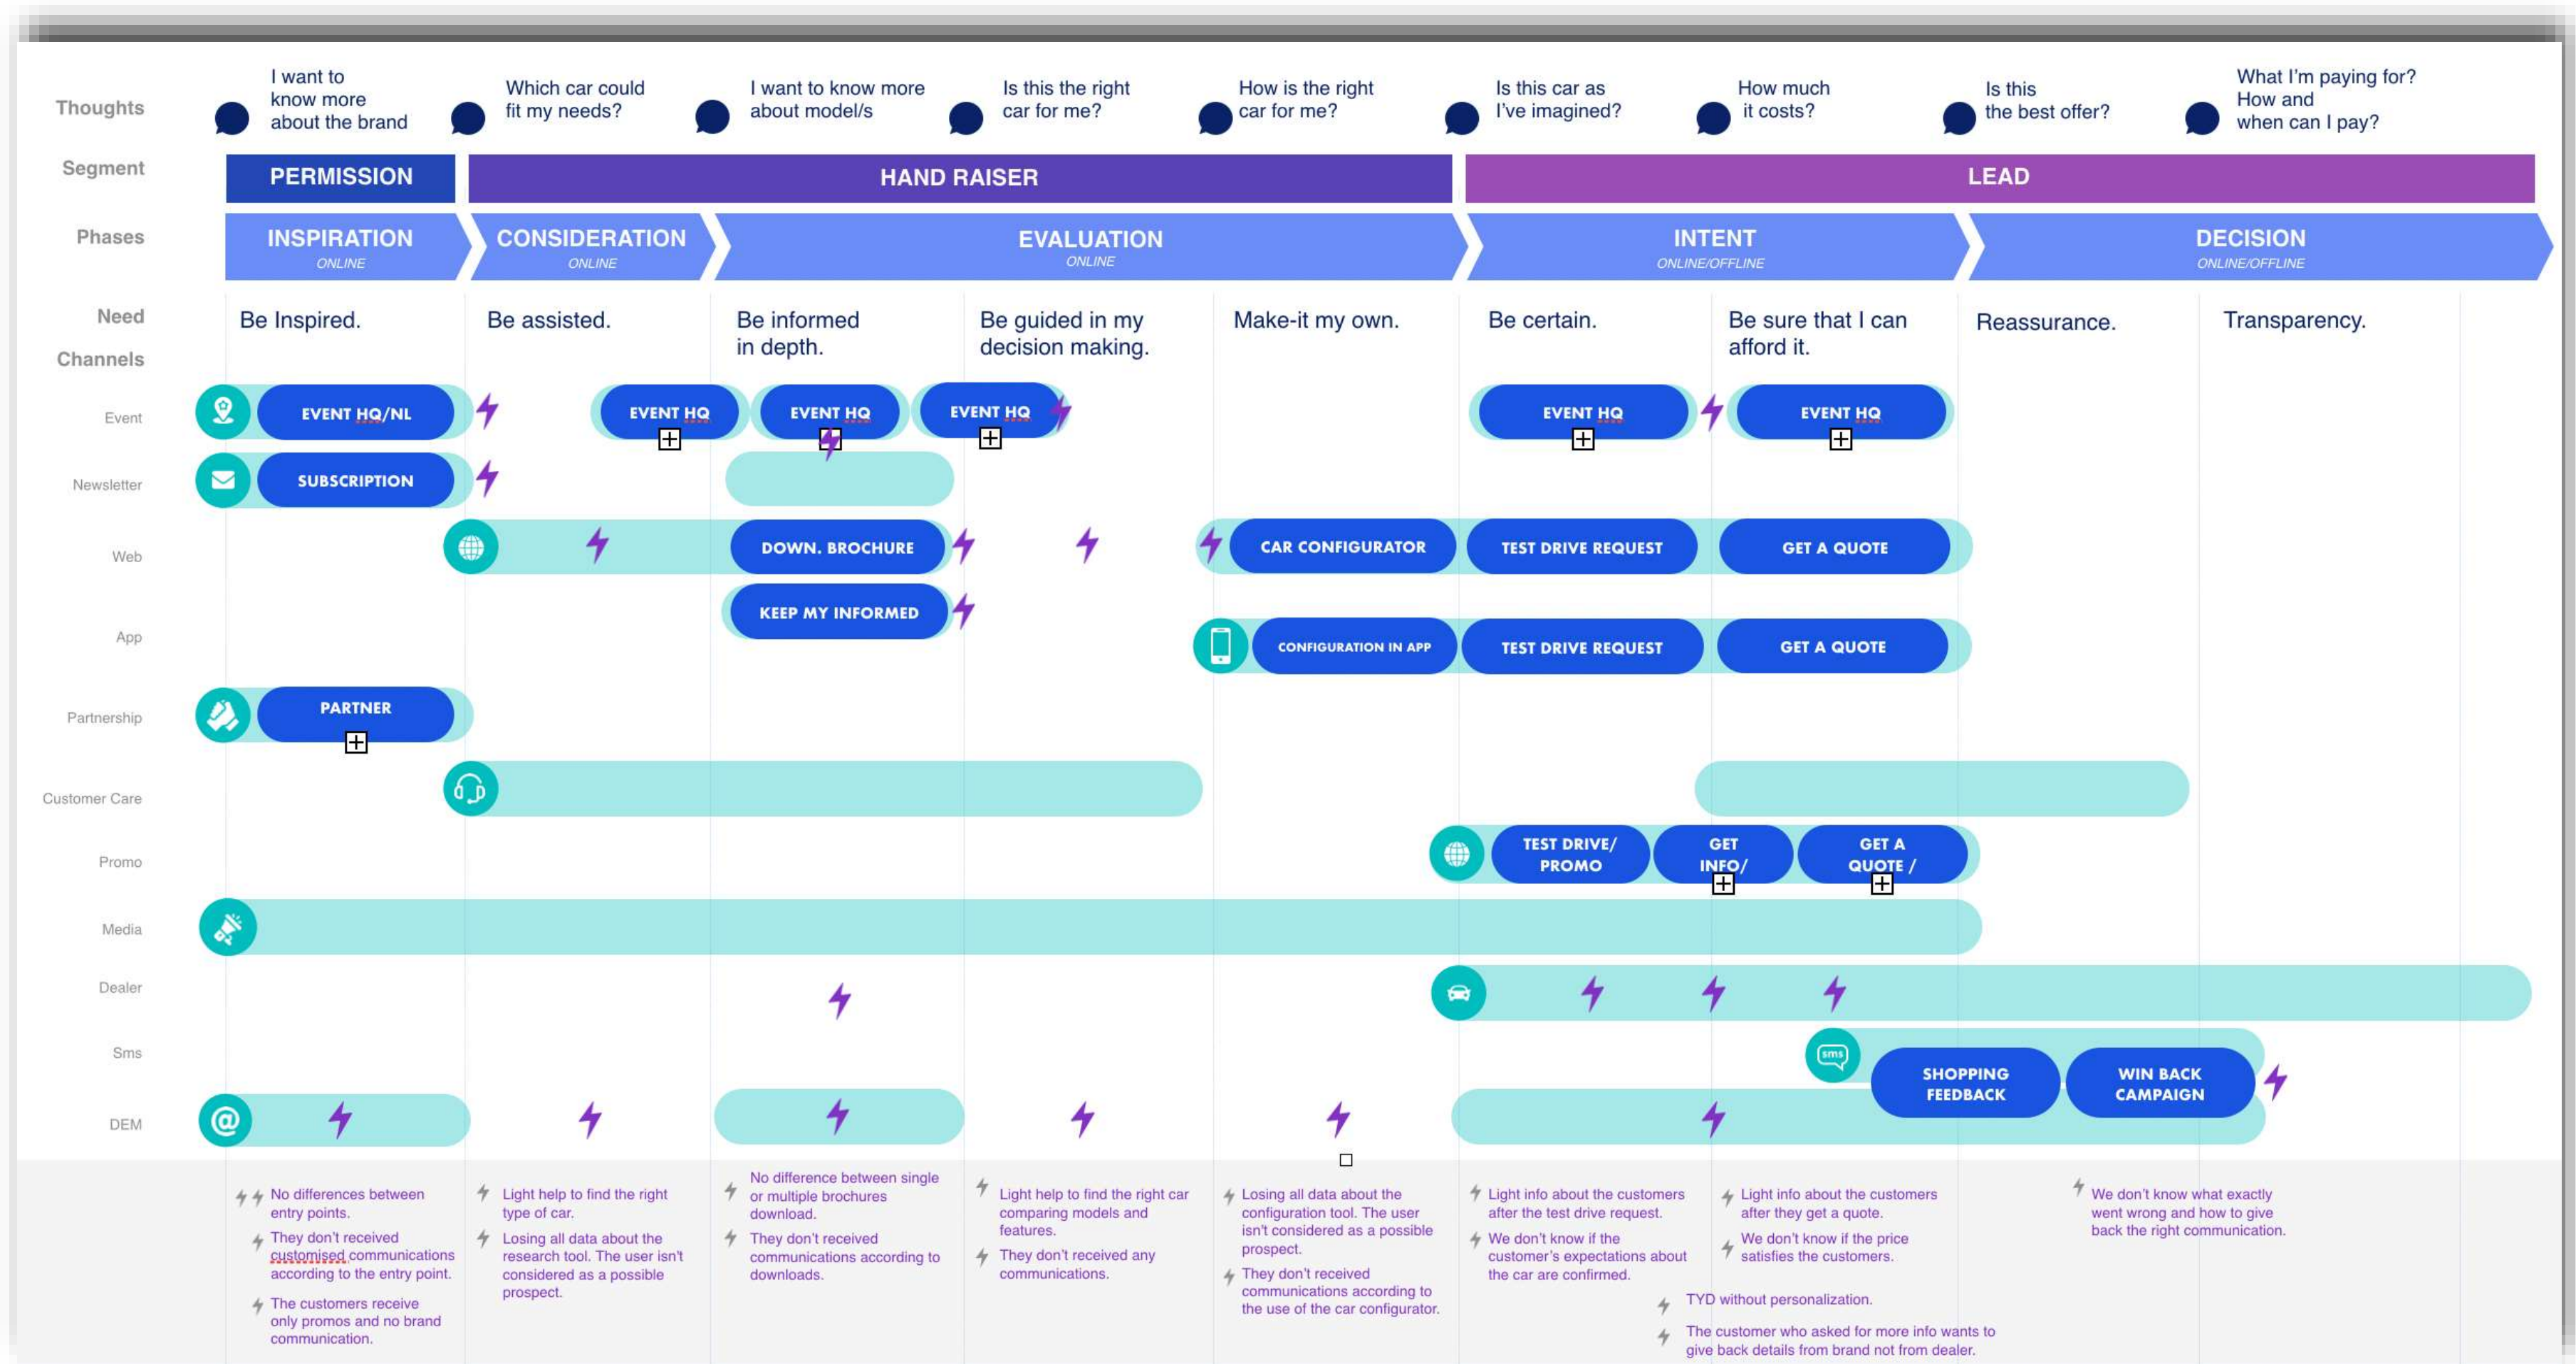 Thoughts
I want to
know more
about the brand
Which car could
fit my needs?
I want to know more
about model/s
Is this the right
car for me?
How is the right
car for me?
Is this car as
I've imagined?
How much
it costs?
Is this
the best offer?
What I'm paying for?
How and
when can I pay?
Segment
PERMISSION
HAND RAISER
LEAD
Phases
INSPIRATION
ONLINE
CONSIDERATION
ONLINE
EVALUATION
ONLINE
INTENT
ONLINE/OFFLINE
DECISION
ONLINE/OFFLINE
Need
Be Inspired.
Be assisted.
Be informed
in depth.
Be guided in my
decision making.
Make-it my own.
Be certain.
Be sure that I can
afford it.
Reassurance.
Transparency.
Channels
Event
EVENT HQ/NL
EVENT HQ
EVENT HQ
EVENT HQ
EVENT HQ
EVENT HQ
Newsletter
SUBSCRIPTION
Web
DOWN. BROCHURE
CAR CONFIGURATOR
TEST DRIVE REQUEST
GET A QUOTE
KEEP MY INFORMED
App
CONFIGURATION IN APP
TEST DRIVE REQUEST
GET A QUOTE
Partnership
PARTNER
Customer Care
Promo
TEST DRIVE/
PROMO
GET
INFO/
GET A
QUOTE /
Media
Dealer
Sms
sms
SHOPPING
FEEDBACK
WIN BACK
CAMPAIGN
DEM
@
No differences between
entry points.
They don't received
customised communications
according to the entry point.
The customers receive
only promos and no brand
communication.
Light help to find the right
type of car.
Losing all data about the
research tool. The user isn't
considered as a possible
prospect.
No difference between single
or multiple brochures
download.
They don't received
communications according to
downloads.
Light help to find the right car
comparing models and
features.
They don't received any
communications.
Losing all data about the
configuration tool. The user
isn't considered as a possible
prospect.
They don't received
communications according to
the use of the car configurator.
Light info about the customers
after the test drive request.
We don't know if the
customer's expectations about
the car are confirmed.
Light info about the customers
after they get a quote.
We don't know if the price
satisfies the customers.
TYD without personalization.
The customer who asked for more info wants to
give back details from brand not from dealer.
We don't know what exactly
went wrong and how to give
back the right communication.